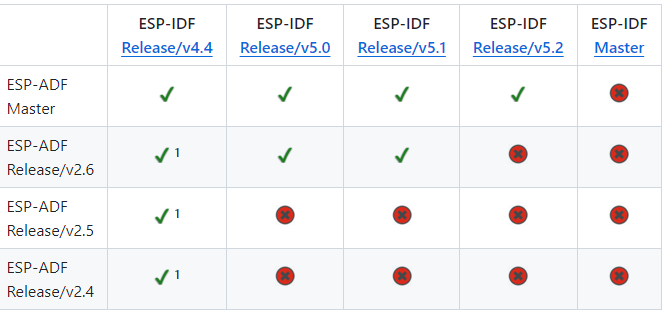 ESP-IDF ESP-IDF ESP-IDF ESP-IDF ESP-IDF
Release/v4.4 Release/v5.0 Release/v5.1 Release/v5.2 Master
ESP-ADF
Master ✔ ✔ ✔ ✔ ❌
ESP-ADF
Release/v2.6 ✔ 1 ✔ ✔ ❌ ❌
ESP-ADF
Release/v2.5 ✔ 1 ❌ ❌ ❌ ❌
ESP-ADF
Release/v2.4 ✔ 1 ❌ ❌ ❌ ❌